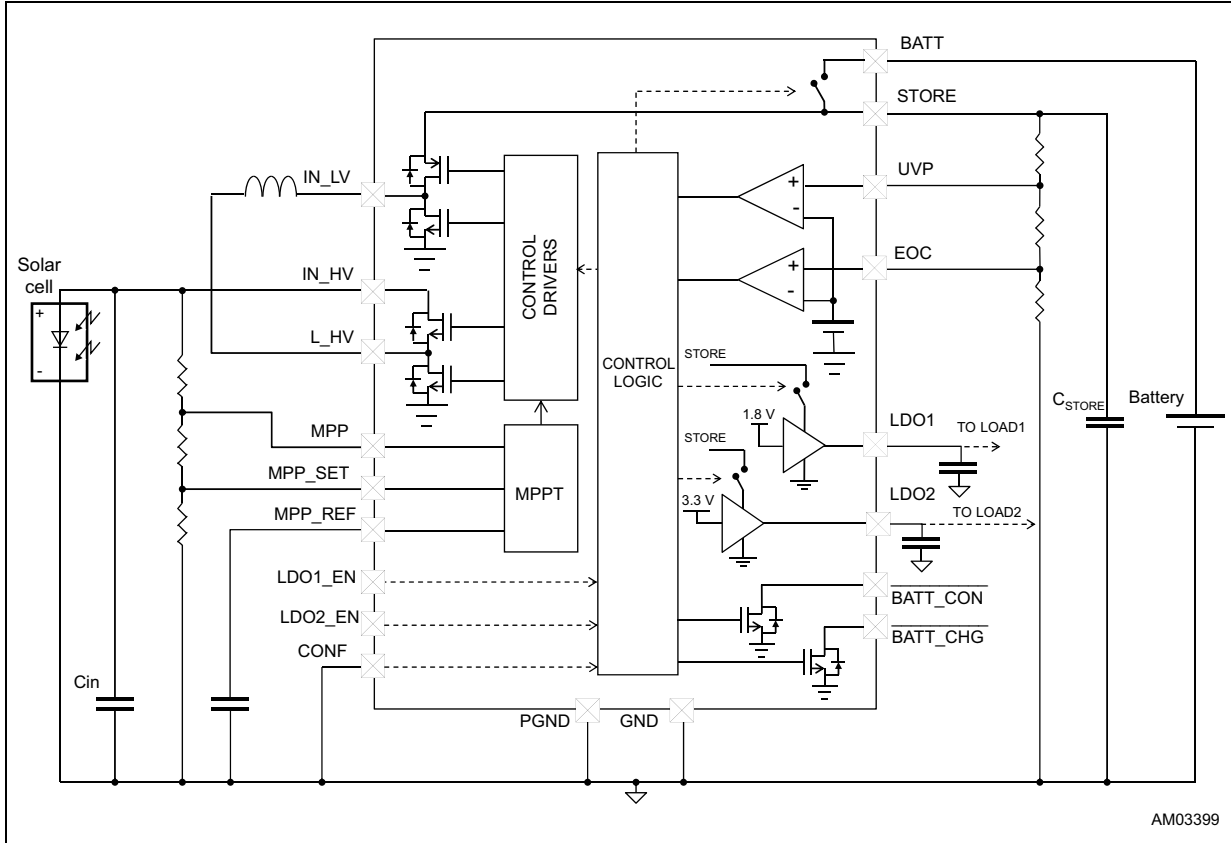 BATT
STORE
IN_LV
UVP
Solar
cell
IN_HV
EOC
CONTROL
DRIVERS
+
-
+
-
+
-
L_HV
CONTROL
LOGIC
STORE
CSTORE
Battery
1.8 V
LDO1
TO LOAD1
MPP
STORE
MPP_SET
MPPT
LDO2
3.3 V
TO LOAD2
MPP_REF
LDO1_EN
BATT_CON
LDO2_EN
BATT_CHG
CONF
Cin
PGND
GND
AM03399